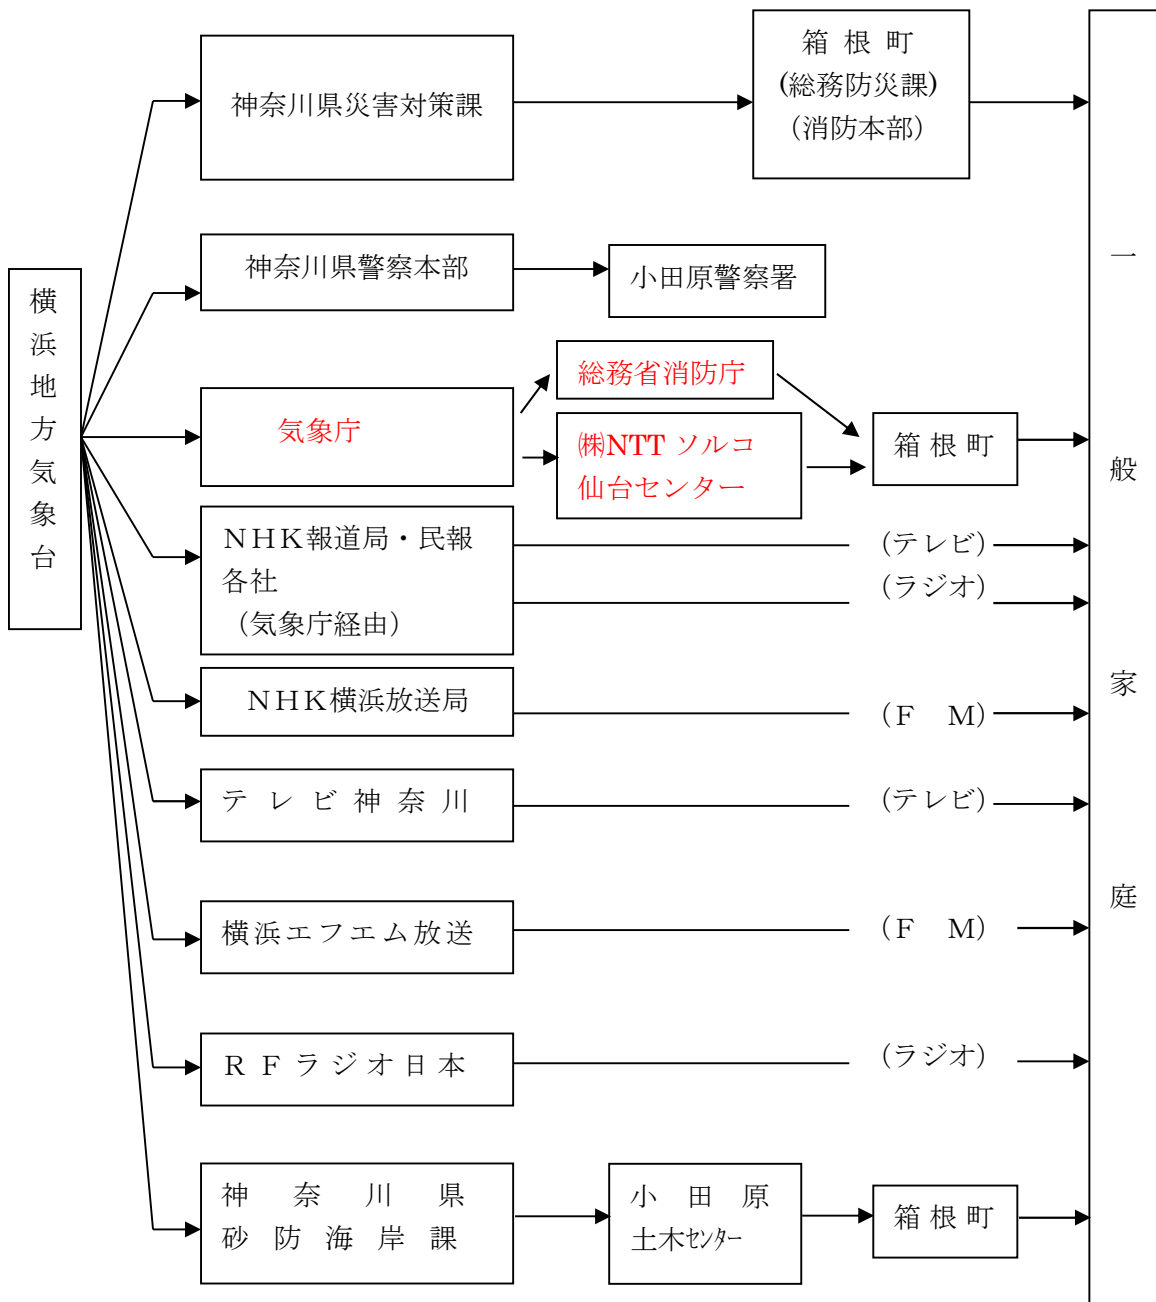 横浜地方気象台
神奈川県災害対策課
箱根町
(総務防災課)
（消防本部）
神奈川県警察本部
小田原警察署
気象庁
総務省消防庁
㈱NTT ソルコ
仙台センター
箱根町
ＮＨＫ報道局・民報
各社
（気象庁経由）
（テレビ）
（ラジオ）
ＮＨＫ横浜放送局
（Ｆ　Ｍ）
テレビ神奈川
（テレビ）
横浜エフエム放送
（Ｆ　Ｍ）
ＲＦラジオ日本
（ラジオ）
神奈川県
砂防海岸課
小田原
土木ｾﾝﾀｰ
箱根町
一般家庭